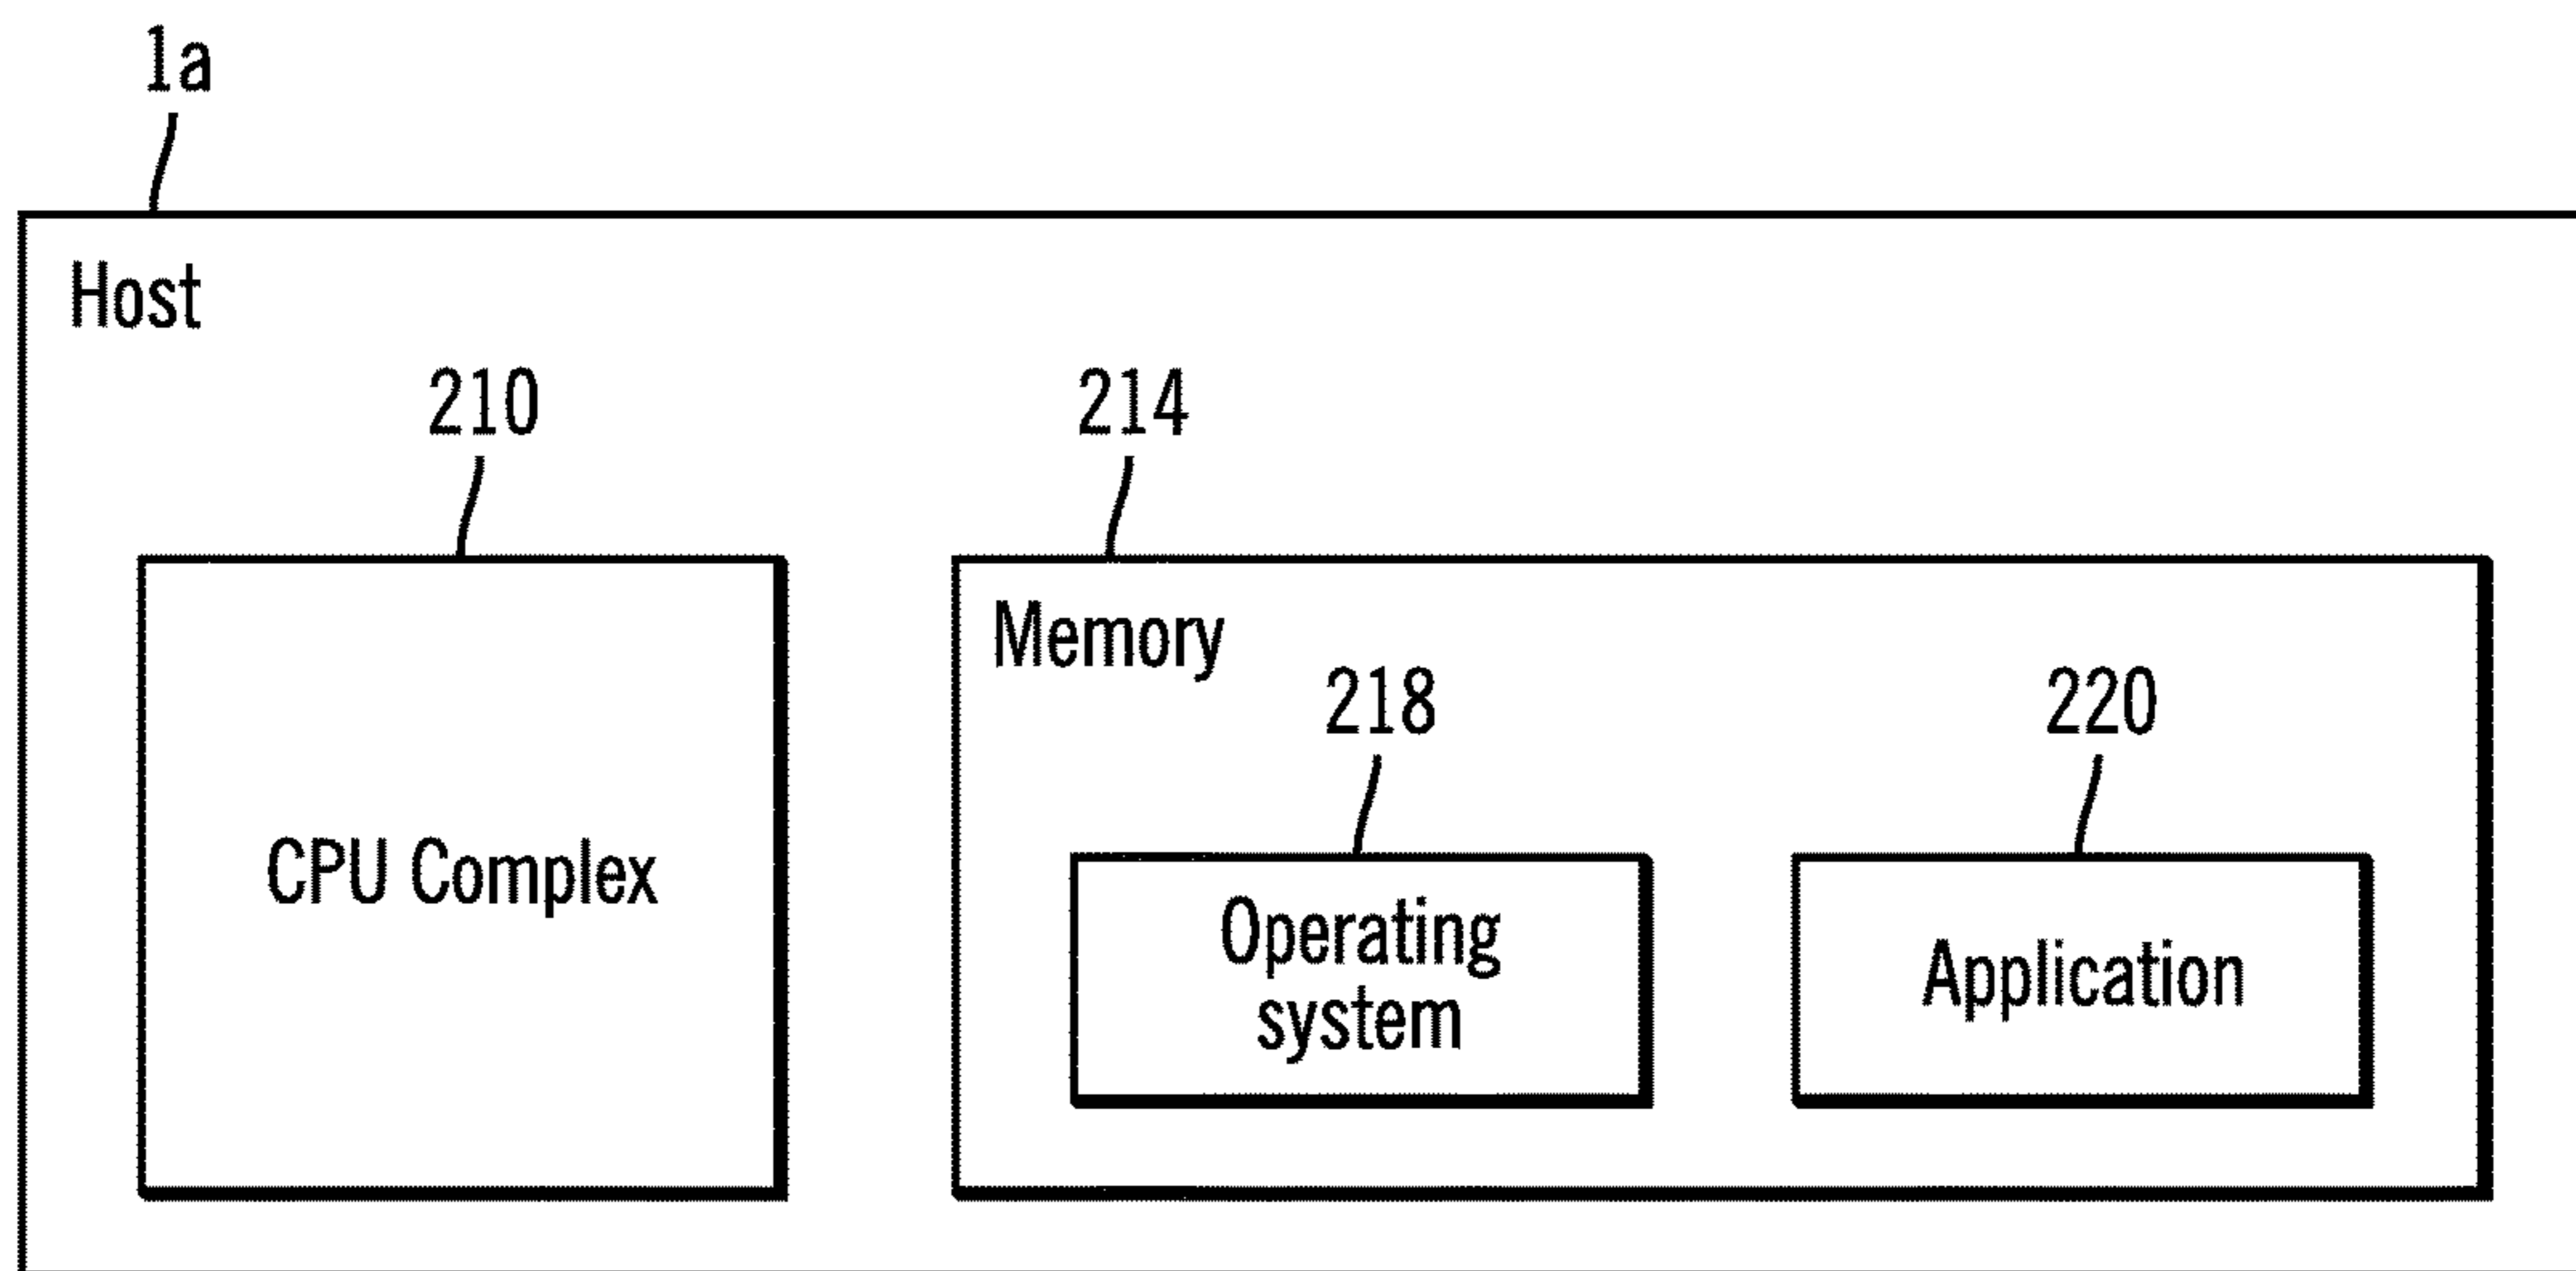 1a
Host
210
214
Memory
218
220
CPU Complex
Operating
system
Application